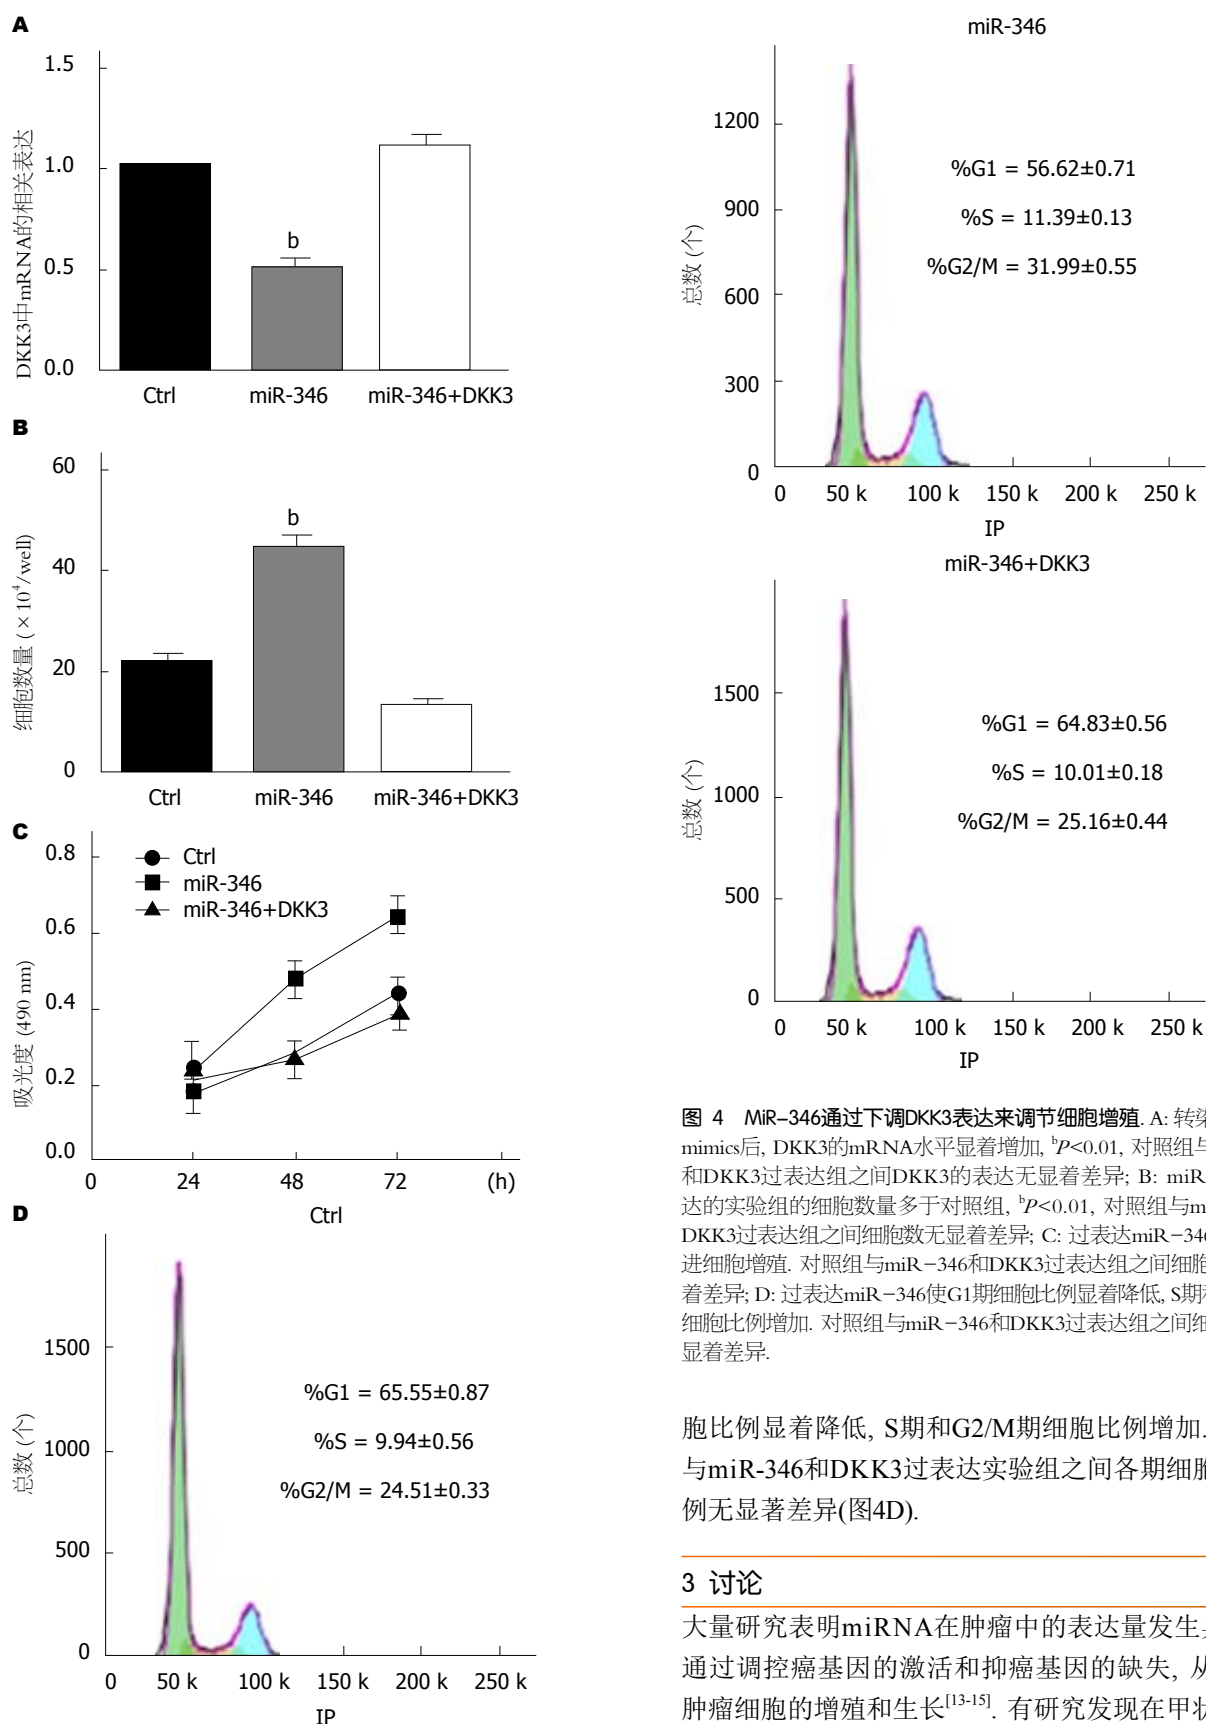 A
1.5
1.0
0.5
0.0
DKK3中mRNA的相关表达
b
Ctrl
miR-346
miR-346+DKK3
B
60
40
20
0
细胞数量 (×10⁴/well)
b
Ctrl
miR-346
miR-346+DKK3
C
0.8
0.6
0.4
0.2
0.0
吸光度 (490 nm)
Ctrl
miR-346
miR-346+DKK3
0
24
48
72
(h)
D
Ctrl
1500
1000
500
0
总数 (个)
%G1 = 65.55±0.87
%S = 9.94±0.56
%G2/M = 24.51±0.33
0 50 k 100 k 150 k 200 k 250 k
IP
miR-346
1200
900
600
300
0
总数 (个)
%G1 = 56.62±0.71
%S = 11.39±0.13
%G2/M = 31.99±0.55
0 50 k 100 k 150 k 200 k 250 k
IP
miR-346+DKK3
1500
1000
500
0
总数 (个)
%G1 = 64.83±0.56
%S = 10.01±0.18
%G2/M = 25.16±0.44
0 50 k 100 k 150 k 200 k 250 k
IP
图 4 MiR-346通过下调DKK3表达来调节细胞增殖. A: 转染
mimics后, DKK3的mRNA水平显着增加, ᵇP<0.01, 对照组与
和DKK3过表达组之间DKK3的表达无显着差异; B: miR
达的实验组的细胞数量多于对照组, ᵇP<0.01, 对照组与m
DKK3过表达组之间细胞数无显着差异; C: 过表达miR-346
进细胞增殖. 对照组与miR-346和DKK3过表达组之间细胞
着差异; D: 过表达miR-346使G1期细胞比例显着降低, S期
细胞比例增加. 对照组与miR-346和DKK3过表达组之间细
显着差异.
胞比例显着降低, S期和G2/M期细胞比例增加.
与miR-346和DKK3过表达实验组之间各期细胞
例无显著差异(图4D).
3 讨论
大量研究表明miRNA在肿瘤中的表达量发生
通过调控癌基因的激活和抑癌基因的缺失, 从
肿瘤细胞的增殖和生长[13-15]. 有研究发现在甲状